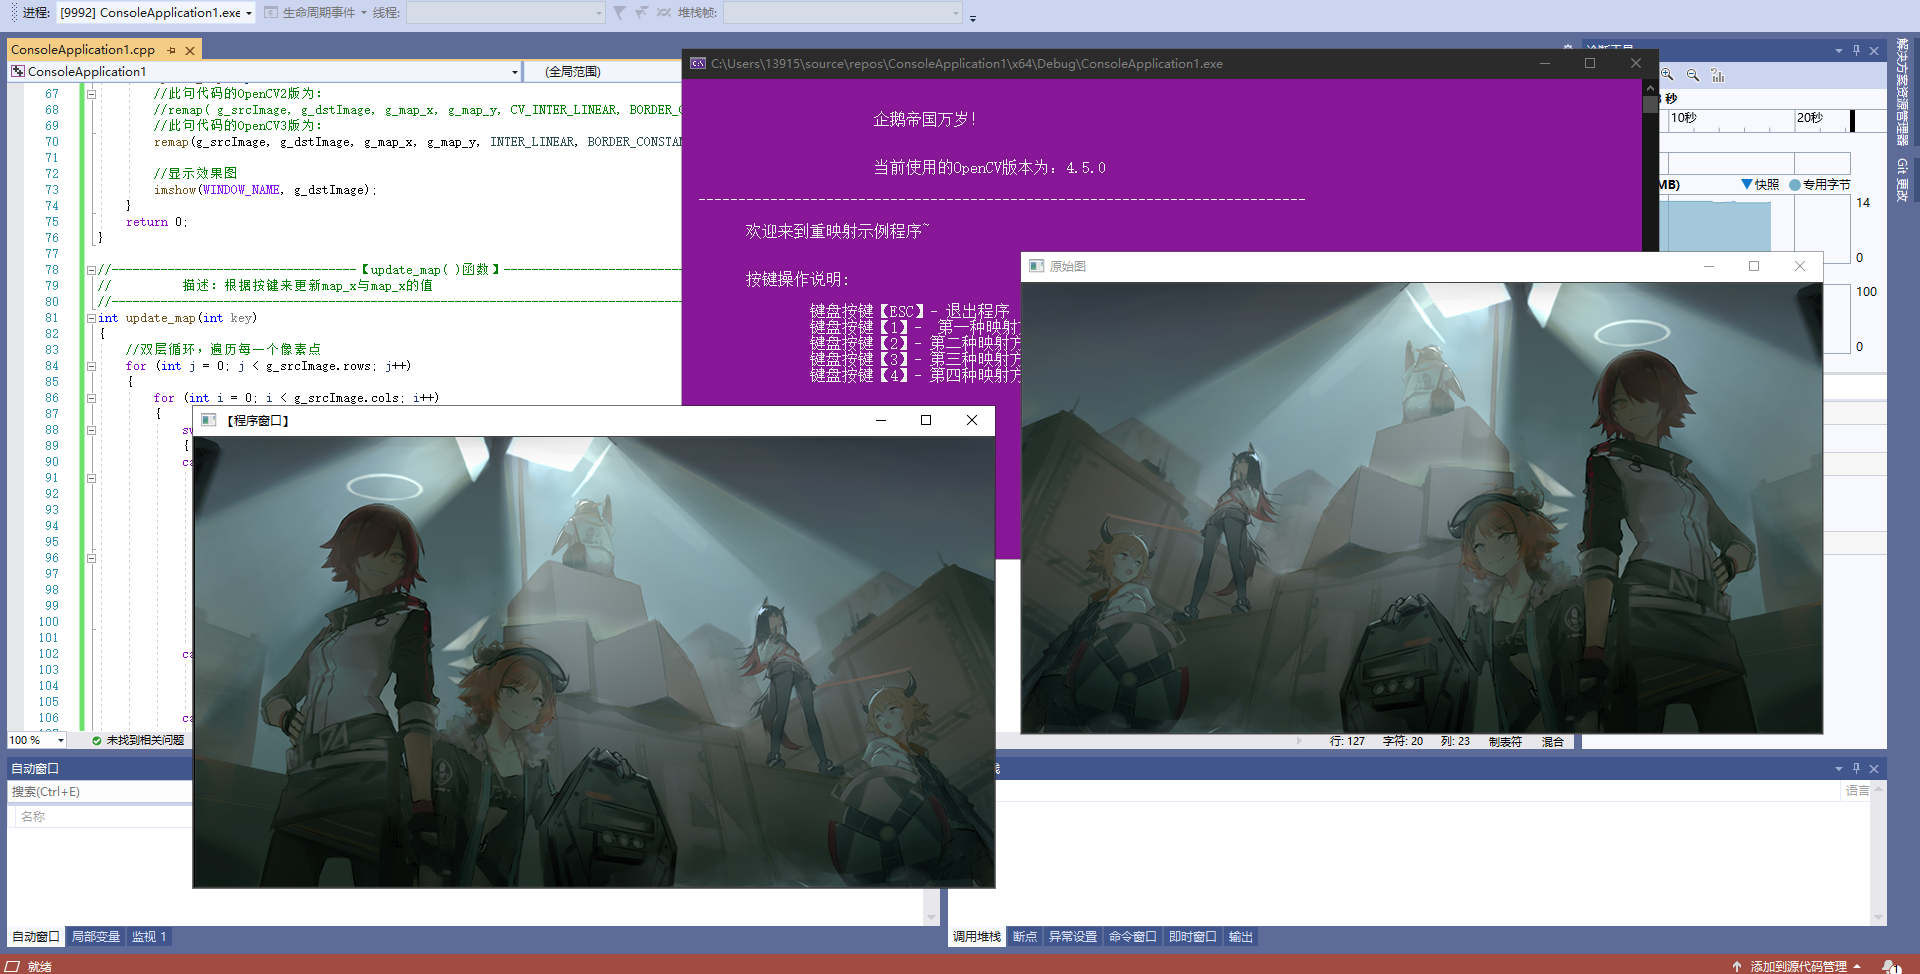 进程: [9992] ConsoleApplication1.exe 生命周期事件 线程: 堆栈帧:
ConsoleApplication1.cpp
ConsoleApplication1 (全局范围)
67 //此句代码的OpenCV2版为:
68 //remap( g_srcImage, g_dstImage, g_map_x, g_map_y, CV_INTER_LINEAR, BORDER_
69 //此句代码的OpenCV3版为:
70 remap(g_srcImage, g_dstImage, g_map_x, g_map_y, INTER_LINEAR, BORDER_CONSTAN
71
72 //显示效果图
73 imshow(WINDOW_NAME, g_dstImage);
74 }
75 return 0;
76 }
77
78 //-----------------------------------【update_map( )函数】--------------------------
79 // 描述：根据按键来更新map_x与map_x的值
80 //----------------------------------------------------------------------------------
81 int update_map(int key)
82 {
83 //双层循环，遍历每一个像素点
84 for (int j = 0; j < g_srcImage.rows; j++)
85 {
86 for (int i = 0; i < g_srcImage.cols; i++)
87 {
88
89 {
90
91
92
93
94
95
96
97
98
99
100
101
102
103
104
105
106
100 % 未找到相关问题
C:\Users\13915\source\repos\ConsoleApplication1\x64\Debug\ConsoleApplication1.exe
企鹅帝国万岁！
当前使用的OpenCV版本为：4.5.0
----------------------------------------------------------------------------
欢迎来到重映射示例程序~
按键操作说明:
键盘按键【ESC】- 退出程序
键盘按键【1】- 第一种映射
键盘按键【2】- 第二种映射方
键盘按键【3】- 第三种映射方
键盘按键【4】- 第四种映射方
原始图
【程序窗口】
秒
10秒 20秒
MB) 快照 专用字节
14
0
100
0
解决方案资源管理器
Git 更改
行: 127 字符: 20 列: 23 制表符 混合
自动窗口
搜索(Ctrl+E)
名称
语言
自动窗口 局部变量 监视 1
调用堆栈 断点 异常设置 命令窗口 即时窗口 输出
就绪
添加到源代码管理 1